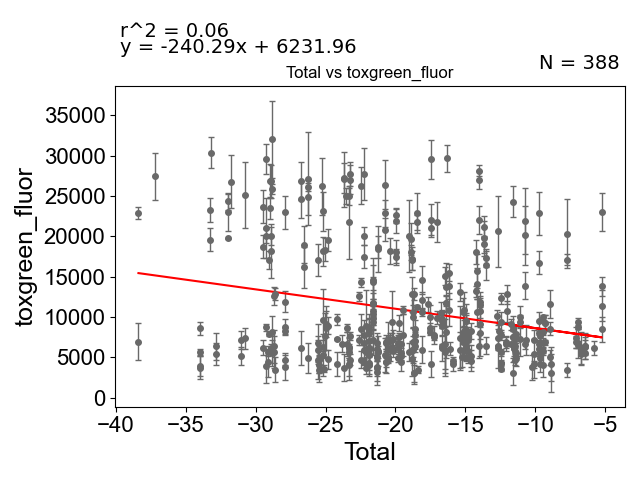 r^2 = 0.06
y = -240.29x + 6231.96
N = 388
Total vs toxgreen_fluor
toxgreen_fluor
35000
30000
25000
20000
15000
10000
5000
0
−40 −35 −30 −25 −20 −15 −10 −5
Total